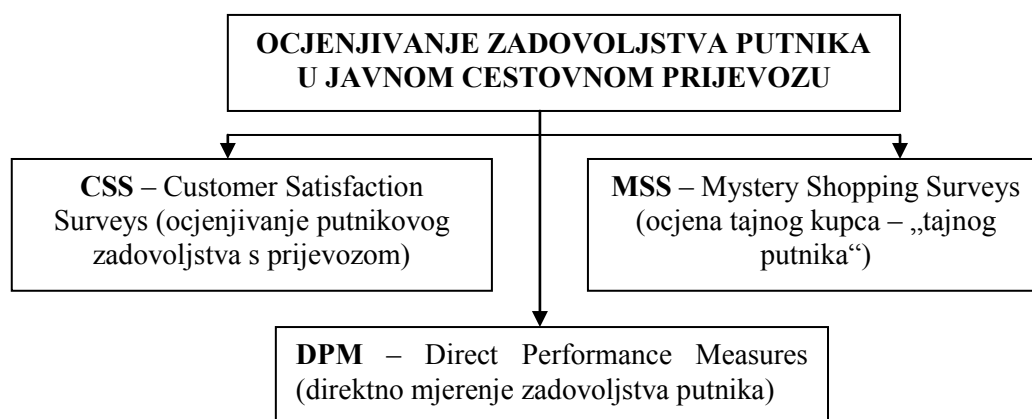 OCJENJIVANJE ZADOVOLJSTVA PUTNIKA
U JAVNOM CESTOVNOM PRIJEVOZU
CSS – Customer Satisfaction
Surveys (ocjenjivanje putnikovog
zadovoljstva s prijevozom)
MSS – Mystery Shopping Surveys
(ocjena tajnog kupca – „tajnog
putnika“)
DPM – Direct Performance Measures
(direktno mjerenje zadovoljstva putnika)